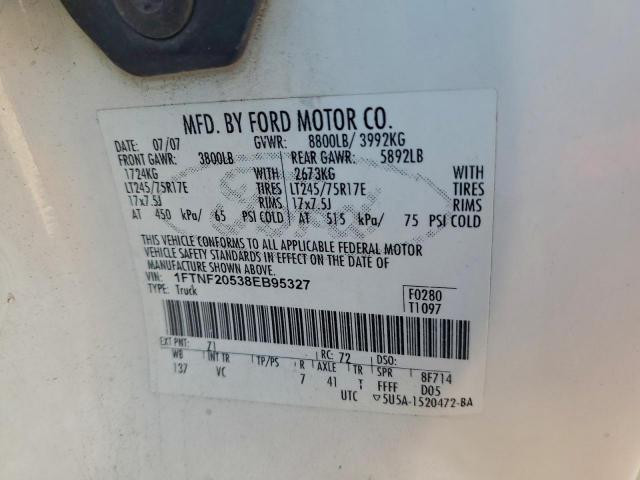 MFD. BY FORD MOTOR CO.
DATE: 07/07 GVWR: 8800LB/ 3992KG
FRONT GAWR: 3800LB REAR GAWR: 5892LB
1724KG WITH 2673KG WITH
LT245/75R17E TIRES LT245/75R17E TIRES
17x7.5J RIMS 17x7.5J RIMS
AT 450 kPa/ 65 PSI COLD AT 515 kPa/ 75 PSI COLD
Ford
THIS VEHICLE CONFORMS TO ALL APPLICABLE FEDERAL MOTOR
VEHICLE SAFETY STANDARDS IN EFFECT ON THE DATE OF
MANUFACTURE SHOWN ABOVE.
VIN: 1FTNF20538EB95327
TYPE: Truck
F0280
T1097
EXT PNT: Z1 RC: 72 DSO:
WB INT TR TP/PS R AXLE TR SPR 8F714
137 VC 7 41 T FFFF D05
UTC ▽5U5A-1520472-BA